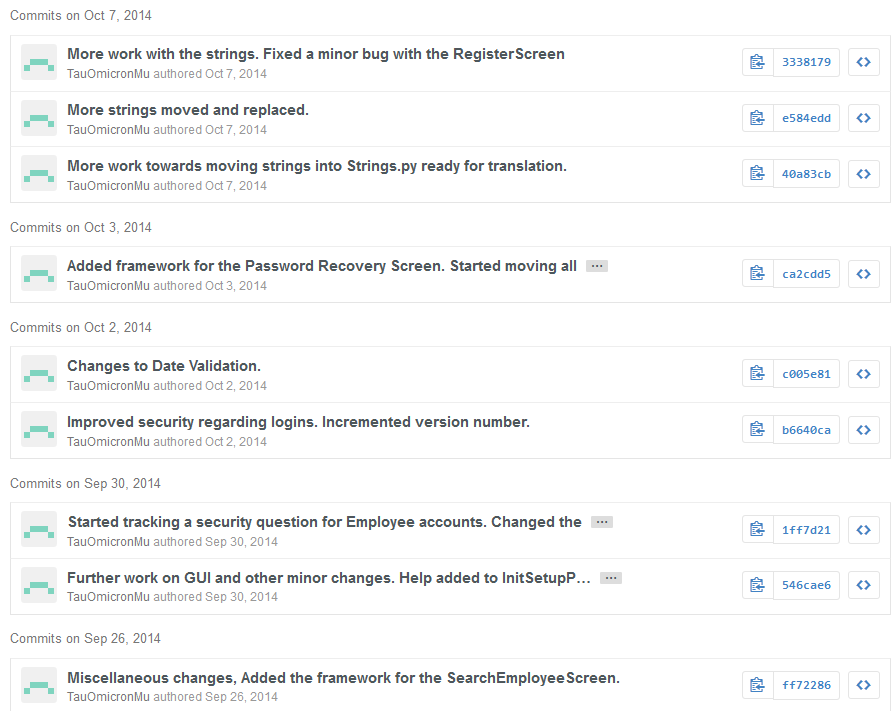 Commits on Oct 7, 2014
More work with the strings. Fixed a minor bug with the RegisterScreen
TauOmicronMu authored Oct 7, 2014
3338179
More strings moved and replaced.
TauOmicronMu authored Oct 7, 2014
e584edd
More work towards moving strings into Strings.py ready for translation.
TauOmicronMu authored Oct 7, 2014
40a83cb
Commits on Oct 3, 2014
Added framework for the Password Recovery Screen. Started moving all …
TauOmicronMu authored Oct 3, 2014
ca2cdd5
Commits on Oct 2, 2014
Changes to Date Validation.
TauOmicronMu authored Oct 2, 2014
c005e81
Improved security regarding logins. Incremented version number.
TauOmicronMu authored Oct 2, 2014
b6640ca
Commits on Sep 30, 2014
Started tracking a security question for Employee accounts. Changed the …
TauOmicronMu authored Sep 30, 2014
1ff7d21
Further work on GUI and other minor changes. Help added to InitSetupP… …
TauOmicronMu authored Sep 30, 2014
546cae6
Commits on Sep 26, 2014
Miscellaneous changes, Added the framework for the SearchEmployeeScreen.
TauOmicronMu authored Sep 26, 2014
ff72286